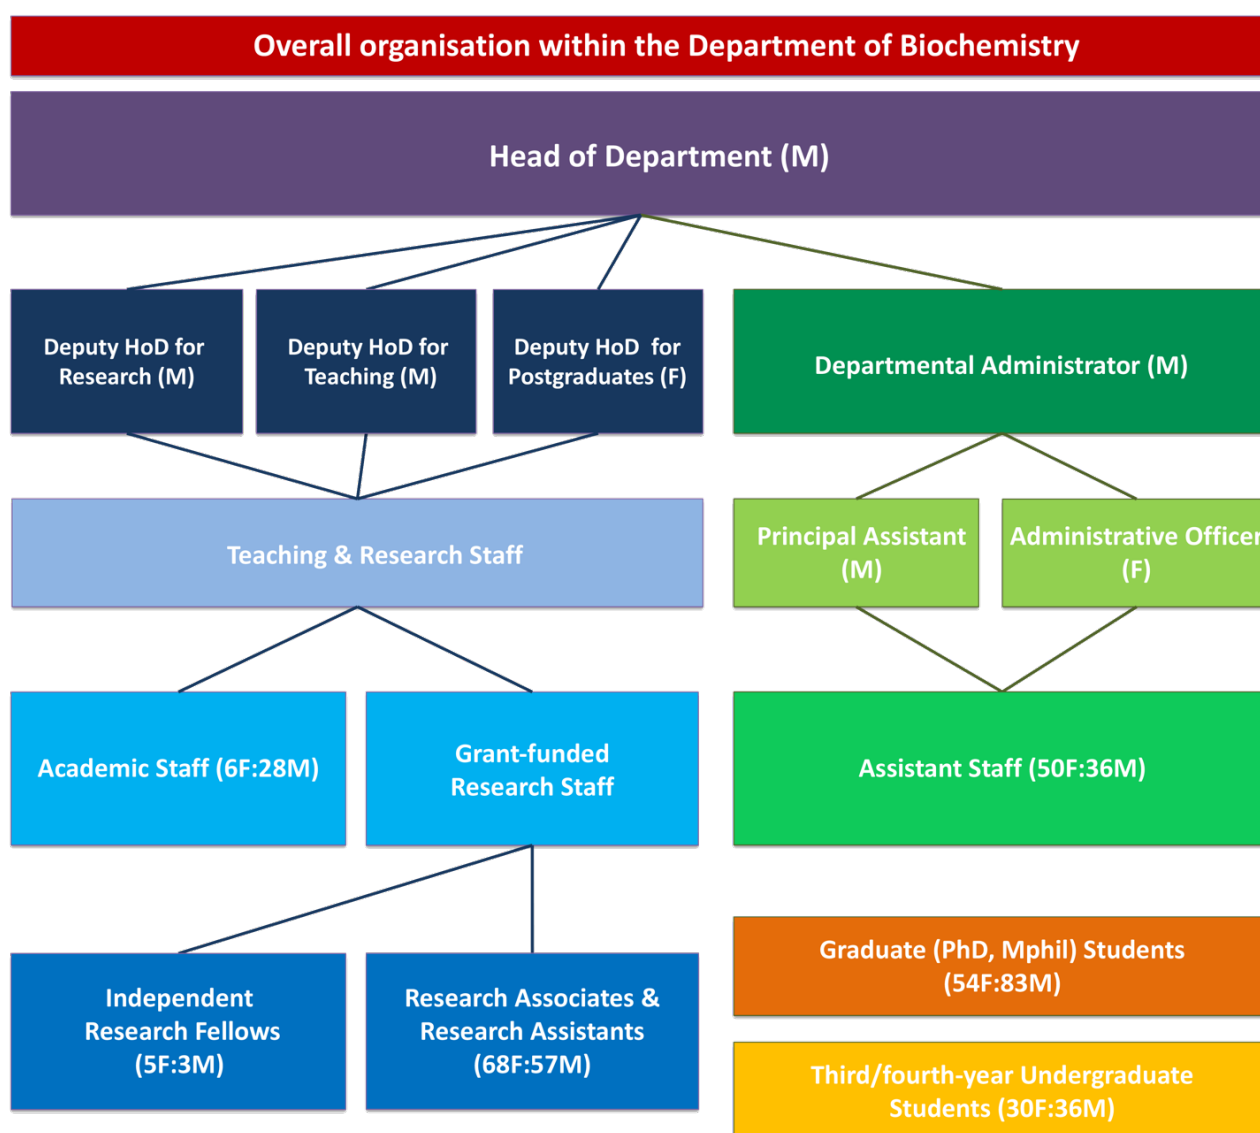 Overall organisation within the Department of Biochemistry
Head of Department (M)
Deputy HoD for
Research (M)
Deputy HoD for
Teaching (M)
Deputy HoD for
Postgraduates (F)
Departmental Administrator (M)
Teaching & Research Staff
Principal Assistant
(M)
Administrative Officer
(F)
Academic Staff (6F:28M)
Grant-funded
Research Staff
Assistant Staff (50F:36M)
Independent
Research Fellows
(5F:3M)
Research Associates &
Research Assistants
(68F:57M)
Graduate (PhD, Mphil) Students
(54F:83M)
Third/fourth-year Undergraduate
Students (30F:36M)